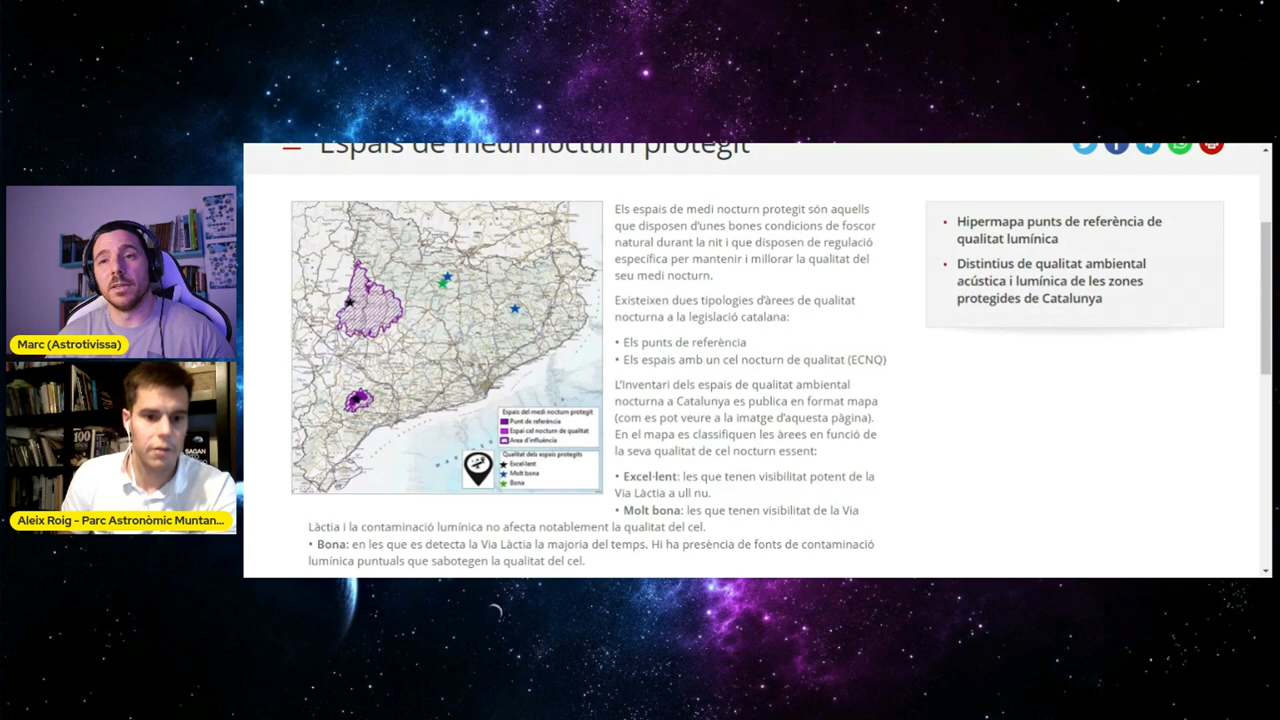 Espais de medi nocturn protegit
Els espais de medi nocturn protegit són aquells
que disposen d'unes bones condicions de foscor
natural durant la nit i que disposen de regulació
específica per mantenir i millorar la qualitat del
seu medi nocturn.
Existeixen dues tipologies d'àrees de qualitat
nocturna a la legislació catalana:
• Els punts de referència
• Els espais amb un cel nocturn de qualitat (ECNQ)
L'Inventari dels espais de qualitat ambiental
nocturna a Catalunya es publica en format mapa
(com es pot veure a la imatge d'aquesta pàgina).
En el mapa es classifiquen les àrees en funció de
la seva qualitat de cel nocturn essent:
• Excel·lent: les que tenen visibilitat potent de la
Via Làctia a ull nu.
• Molt bona: les que tenen visibilitat de la Via
Làctia i la contaminació lumínica no afecta notablement la qualitat del cel.
• Bona: en les que es detecta la Via Làctia la majoria del temps. Hi ha presència de fonts de contaminació
lumínica puntuals que sabotegen la qualitat del cel.
Espais del medi nocturn protegit
Punt de referència
Espai cel nocturn de qualitat
Àrea d'influència
Qualitat dels espais protegits
Excel·lent
Molt bona
Bona
• Hipermapa punts de referència de
qualitat lumínica
• Distintius de qualitat ambiental
acústica i lumínica de les zones
protegides de Catalunya
Marc (Astrotivissa)
100
SAGAN
Aleix Roig - Parc Astronòmic Muntan...